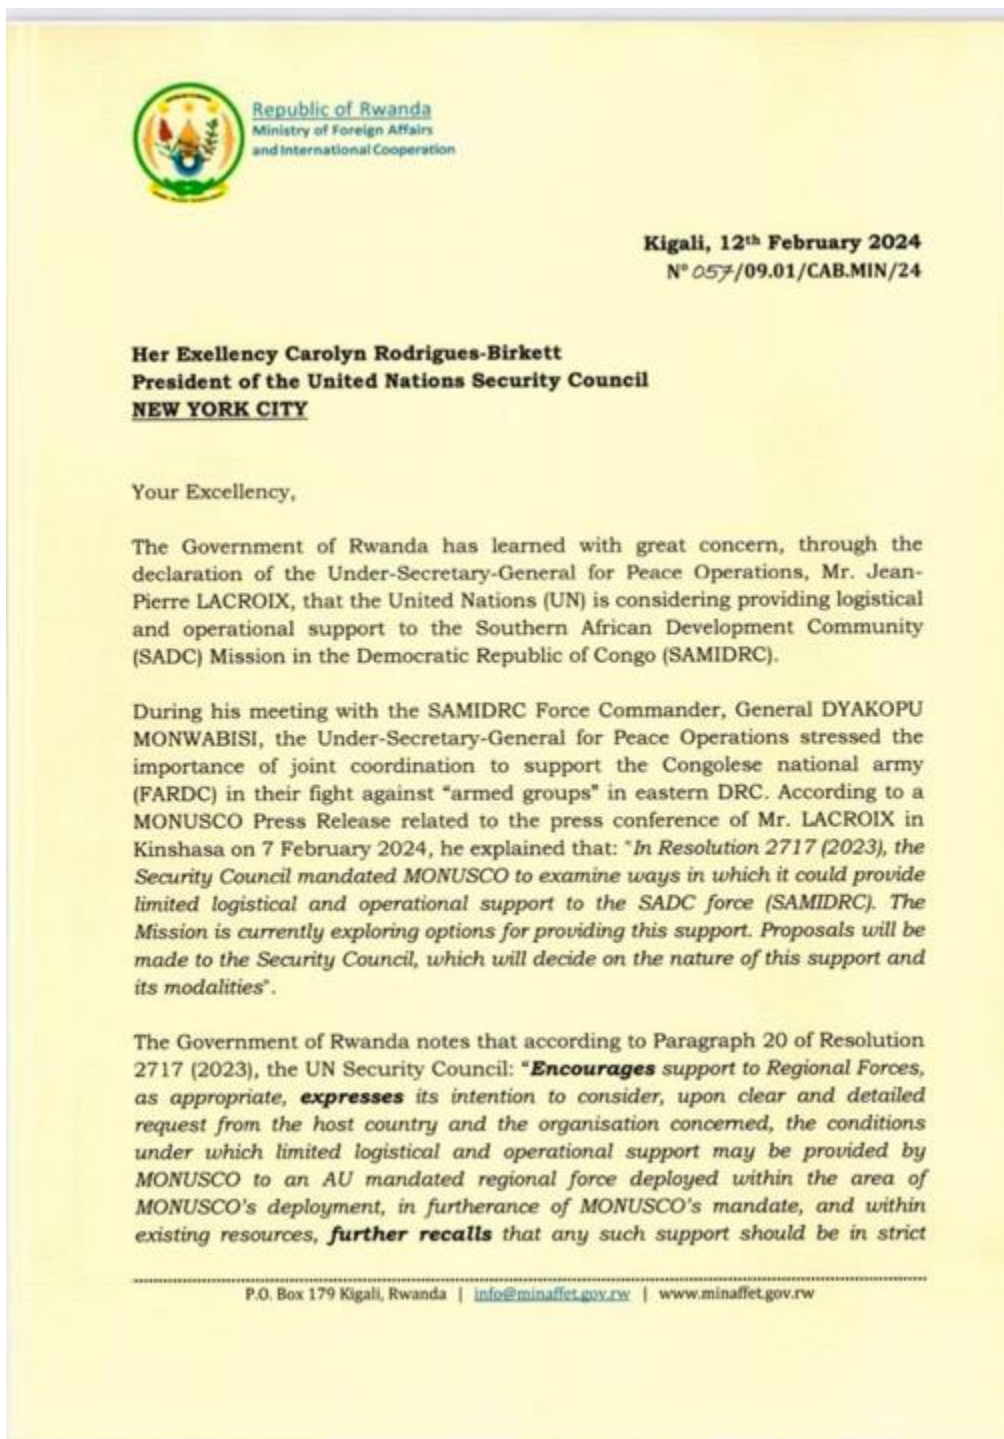 Republic of Rwanda
Ministry of Foreign Affairs
and International Cooperation
Kigali, 12th February 2024
N° 057/09.01/CAB.MIN/24
Her Exellency Carolyn Rodrigues-Birkett
President of the United Nations Security Council
NEW YORK CITY
Your Excellency,
The Government of Rwanda has learned with great concern, through the
declaration of the Under-Secretary-General for Peace Operations, Mr. Jean-
Pierre LACROIX, that the United Nations (UN) is considering providing logistical
and operational support to the Southern African Development Community
(SADC) Mission in the Democratic Republic of Congo (SAMIDRC).
During his meeting with the SAMIDRC Force Commander, General DYAKOPU
MONWABISI, the Under-Secretary-General for Peace Operations stressed the
importance of joint coordination to support the Congolese national army
(FARDC) in their fight against "armed groups" in eastern DRC. According to a
MONUSCO Press Release related to the press conference of Mr. LACROIX in
Kinshasa on 7 February 2024, he explained that: "In Resolution 2717 (2023), the
Security Council mandated MONUSCO to examine ways in which it could provide
limited logistical and operational support to the SADC force (SAMIDRC). The
Mission is currently exploring options for providing this support. Proposals will be
made to the Security Council, which will decide on the nature of this support and
its modalities".
The Government of Rwanda notes that according to Paragraph 20 of Resolution
2717 (2023), the UN Security Council: "Encourages support to Regional Forces,
as appropriate, expresses its intention to consider, upon clear and detailed
request from the host country and the organisation concerned, the conditions
under which limited logistical and operational support may be provided by
MONUSCO to an AU mandated regional force deployed within the area of
MONUSCO's deployment, in furtherance of MONUSCO's mandate, and within
existing resources, further recalls that any such support should be in strict
P.O. Box 179 Kigali, Rwanda | info@minaffet.gov.rw | www.minaffet.gov.rw